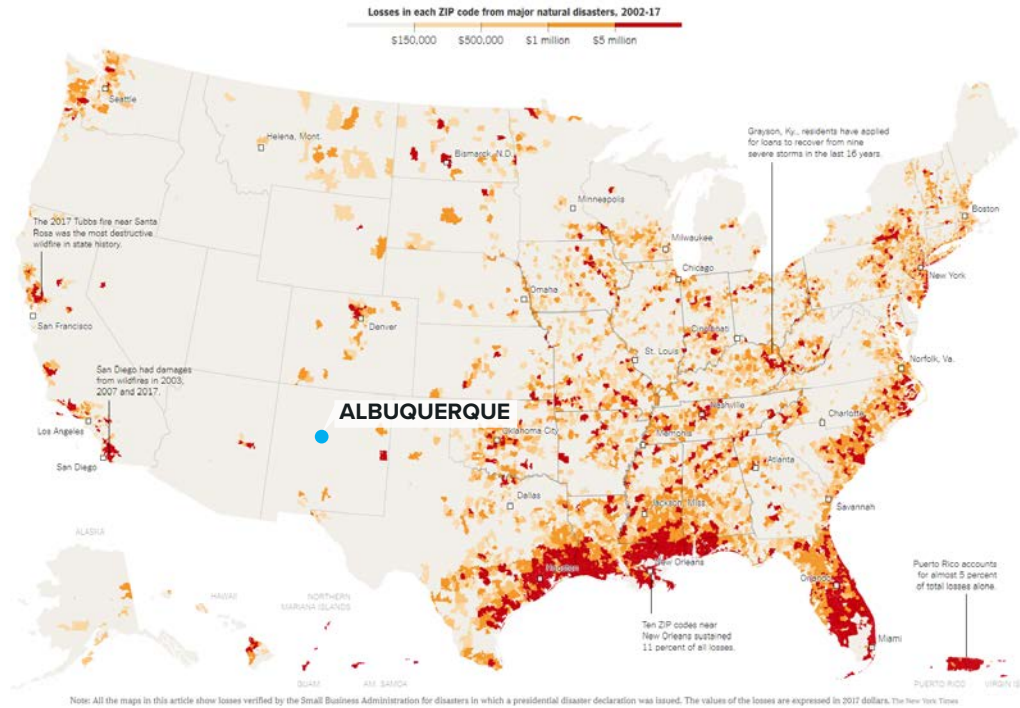 Losses in each ZIP code from major natural disasters, 2002-17
$150,000 $500,000 $1 million $5 million
Seattle
Helena, Mont.
Bismarck, N.D.
Grayson, Ky., residents have applied
for loans to recover from nine
severe storms in the last 16 years.
Minneapolis
Boston
The 2017 Tubbs fire near Santa
Rosa was the most destructive
wildfire in state history.
Milwaukee
Chicago
New York
Omaha
San Francisco
Denver
Cincinnati
St. Louis
Norfolk, Va.
San Diego had damages
from wildfires in 2003,
2007 and 2017.
ALBUQUERQUE
Nashville
Charlotte
Los Angeles
Oklahoma City
Memphis
Atlanta
San Diego
Dallas
Jackson, Miss.
Savannah
ALASKA
Puerto Rico accounts
for almost 5 percent
of total losses alone.
New Orleans
Houston
Orlando
HAWAII
NORTHERN
MARIANA ISLANDS
Ten ZIP codes near
New Orleans sustained
11 percent of all losses.
Miami
GUAM
AM. SAMOA
PUERTO RICO
VIRGIN IS
Note: All the maps in this article show losses verified by the Small Business Administration for disasters in which a presidential disaster declaration was issued. The values of the losses are expressed in 2017 dollars. The New York Times